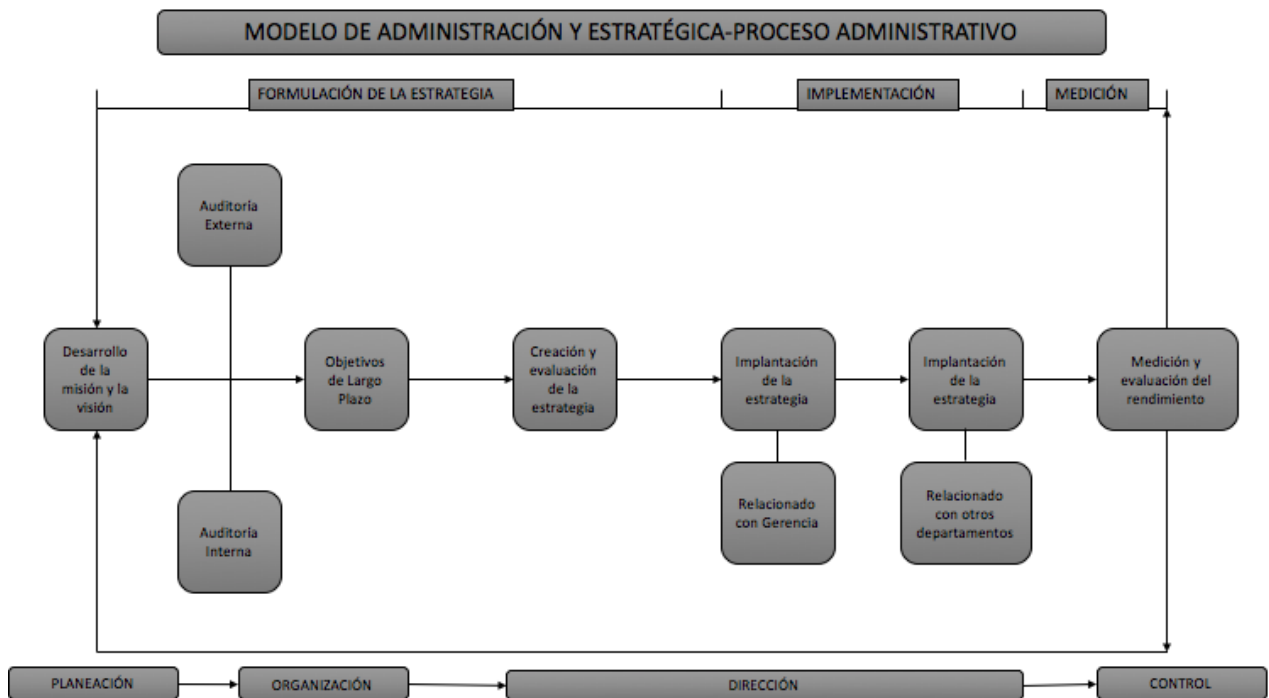 MODELO DE ADMINISTRACIÓN Y ESTRATÉGICA-PROCESO ADMINISTRATIVO
FORMULACIÓN DE LA ESTRATEGIA
IMPLEMENTACIÓN
MEDICIÓN
Auditoría
Externa
Desarrollo
de la
misión y la
visión
Objetivos
de Largo
Plazo
Creación y
evaluación
de la
estrategia
Implantación
de la
estrategia
Implantación
de la
estrategia
Medición y
evaluación del
rendimiento
Auditoría
Interna
Relacionado
con Gerencia
Relacionado
con otros
departamentos
PLANEACIÓN
ORGANIZACIÓN
DIRECCIÓN
CONTROL